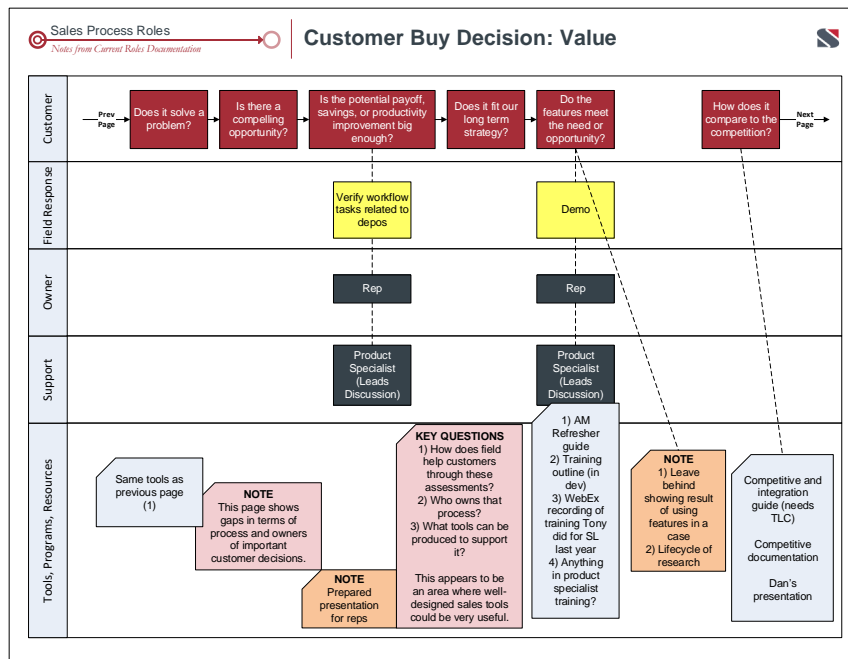 Sales Process Roles
Notes from Current Roles Documentation
Customer Buy Decision: Value
Customer
Prev
Page
Does it solve a
problem?
Is there a
compelling
opportunity?
Is the potential payoff,
savings, or productivity
improvement big
enough?
Does it fit our
long term
strategy?
Do the
features meet
the need or
opportunity?
How does it
compare to the
competition?
Next
Page
Field Response
Verify workflow
tasks related to
depos
Demo
Owner
Rep
Rep
Support
Product
Specialist
(Leads
Discussion)
Product
Specialist
(Leads
Discussion)
Tools, Programs, Resources
Same tools as
previous page
(1)
NOTE
This page shows
gaps in terms of
process and owners
of important
customer decisions.
NOTE
Prepared
presentation
for reps
KEY QUESTIONS
1) How does field
help customers
through these
assessments?
2) Who owns that
process?
3) What tools can be
produced to support
it?
This appears to be
an area where well-
designed sales tools
could be very useful.
1) AM
Refresher
guide
2) Training
outline (in
dev)
3) WebEx
recording of
training Tony
did for SL
last year
4) Anything
in product
specialist
training?
NOTE
1) Leave
behind
showing result
of using
features in a
case
2) Lifecycle of
research
Competitive and
integration
guide (needs
TLC)
Competitive
documentation
Dan's
presentation